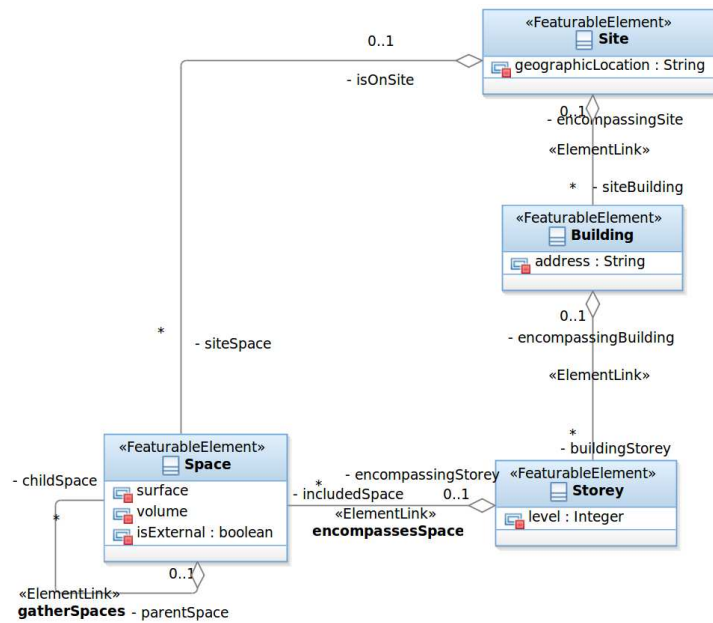 «FeaturableElement»
Site
geographicLocation : String
0..1
- isOnSite
0..1
- encompassingSite
«ElementLink»
* - siteBuilding
«FeaturableElement»
Building
address : String
0..1
- encompassingBuilding
«ElementLink»
*
- siteSpace
*
- buildingStorey
«FeaturableElement»
Space
surface
volume
isExternal : boolean
- childSpace
*
*
- encompassingStorey
- includedSpace
0..1
«ElementLink»
encompassesSpace
«FeaturableElement»
Storey
level : Integer
0..1
«ElementLink»
gatherSpaces
- parentSpace